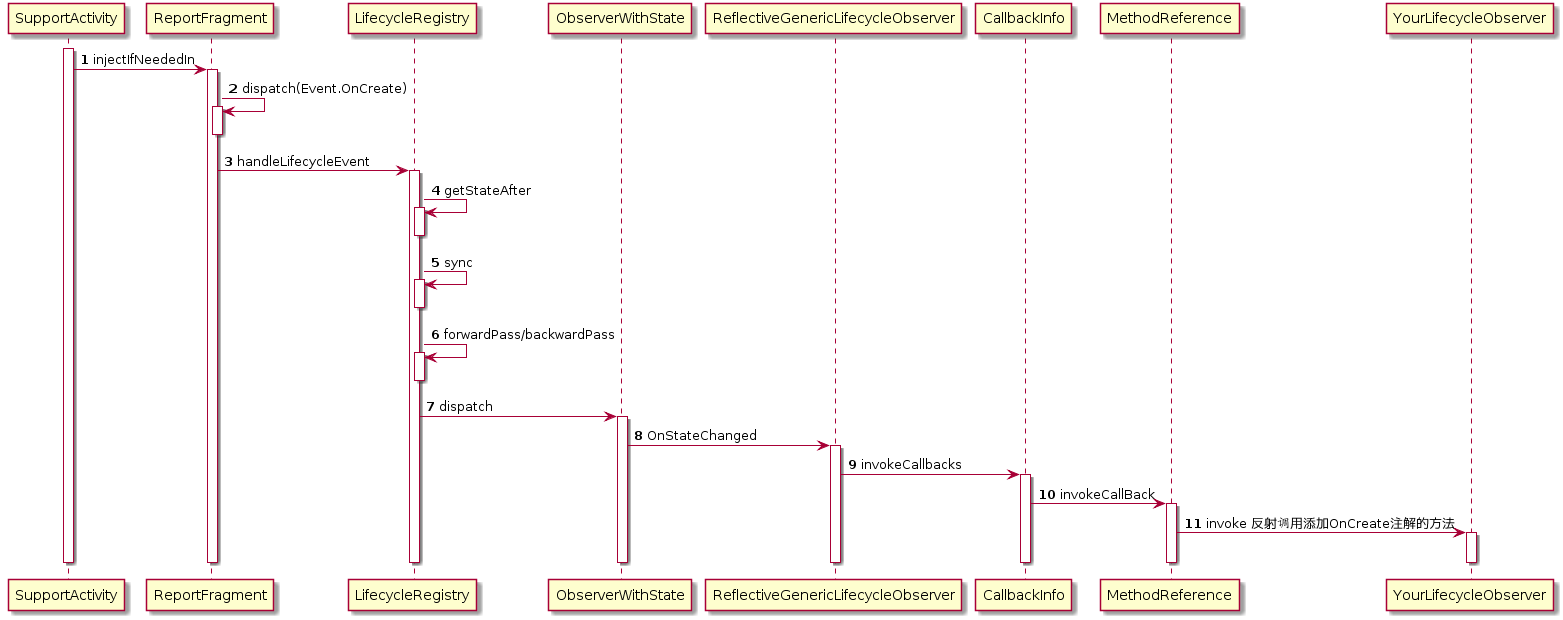 SupportActivity
ReportFragment
LifecycleRegistry
ObserverWithState
ReflectiveGenericLifecycleObserver
CallbackInfo
MethodReference
YourLifecycleObserver
1 injectIfNeededIn
2 dispatch(Event.OnCreate)
3 handleLifecycleEvent
4 getStateAfter
5 sync
6 forwardPass/backwardPass
7 dispatch
8 OnStateChanged
9 invokeCallbacks
10 invokeCallBack
11 invoke 反射调用添加OnCreate注解的方法
SupportActivity
ReportFragment
LifecycleRegistry
ObserverWithState
ReflectiveGenericLifecycleObserver
CallbackInfo
MethodReference
YourLifecycleObserver